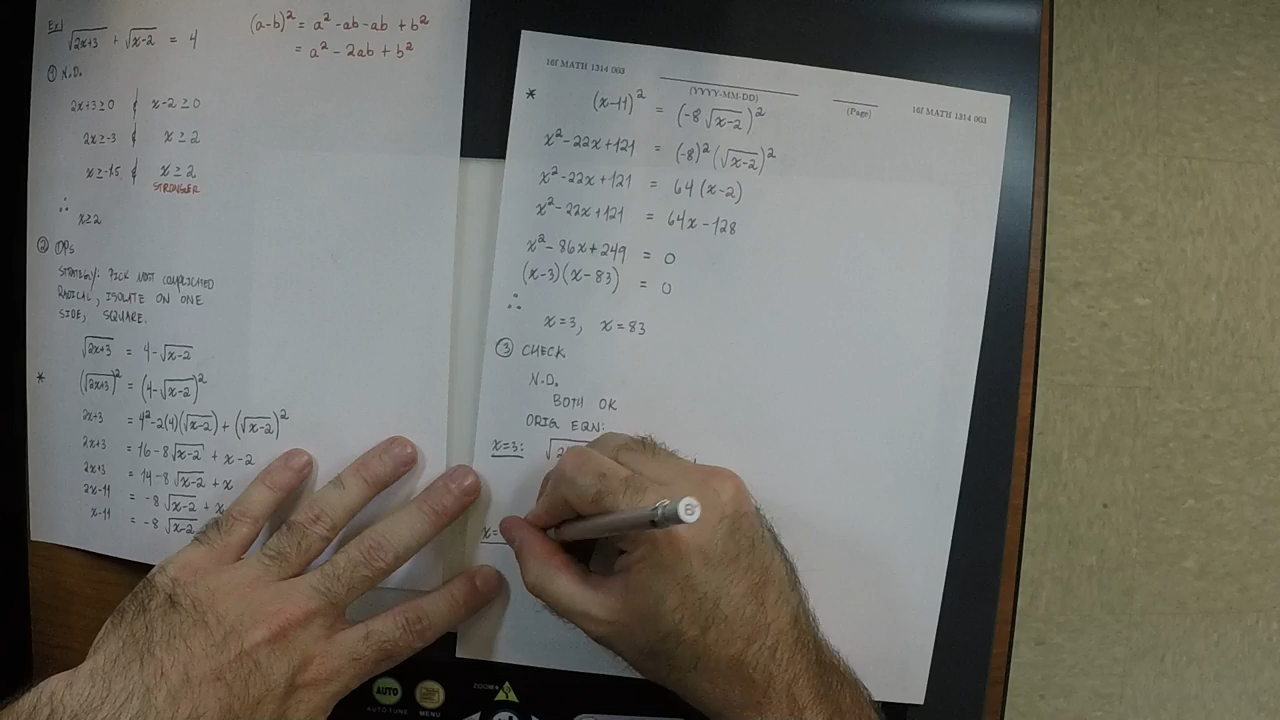 Ex1
√(2x+3) + √(x-2) = 4
(a-b)² = a² -ab -ab + b²
= a² - 2ab + b²
① N.D.
2x+3≥0 & x-2≥0
2x≥-3 & x≥2
x≥-1.5 & x≥2
STRONGER
∴
x≥2
② OPs
STRATEGY: PICK MOST COMPLICATED
RADICAL, ISOLATE ON ONE
SIDE, SQUARE.
√(2x+3) = 4-√(x-2)
* (√(2x+3))² = (4-√(x-2))²
2x+3 = 4²-2(4)(√(x-2)) + (√(x-2))²
2x+3 = 16-8√(x-2) + x-2
2x+3 = 14-8√(x-2) + x
2x-11 = -8√(x-2) + x
x-11 = -8√(x-2)
16f MATH 1314 003
(YYYY-MM-DD)
(Page)
16f MATH 1314 003
* (x-11)² = (-8√(x-2))²
x²-22x+121 = (-8)²(√(x-2))²
x²-22x+121 = 64(x-2)
x²-22x+121 = 64x-128
x²-86x+249 = 0
(x-3)(x-83) = 0
∴
x=3, x=83
③ CHECK
N.D.
BOTH OK
ORIG EQN:
x=3:
x=
B
ZOOM+
AUTO
AUTO TUNE
MENU